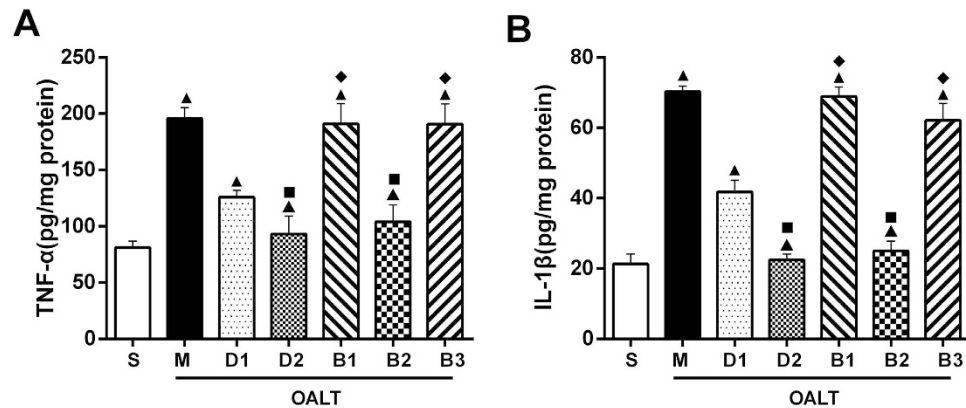 A
TNF-α(pg/mg protein)
250
200
150
100
50
0
S M D1 D2 B1 B2 B3
OALT
B
IL-1β(pg/mg protein)
80
60
40
20
0
S M D1 D2 B1 B2 B3
OALT